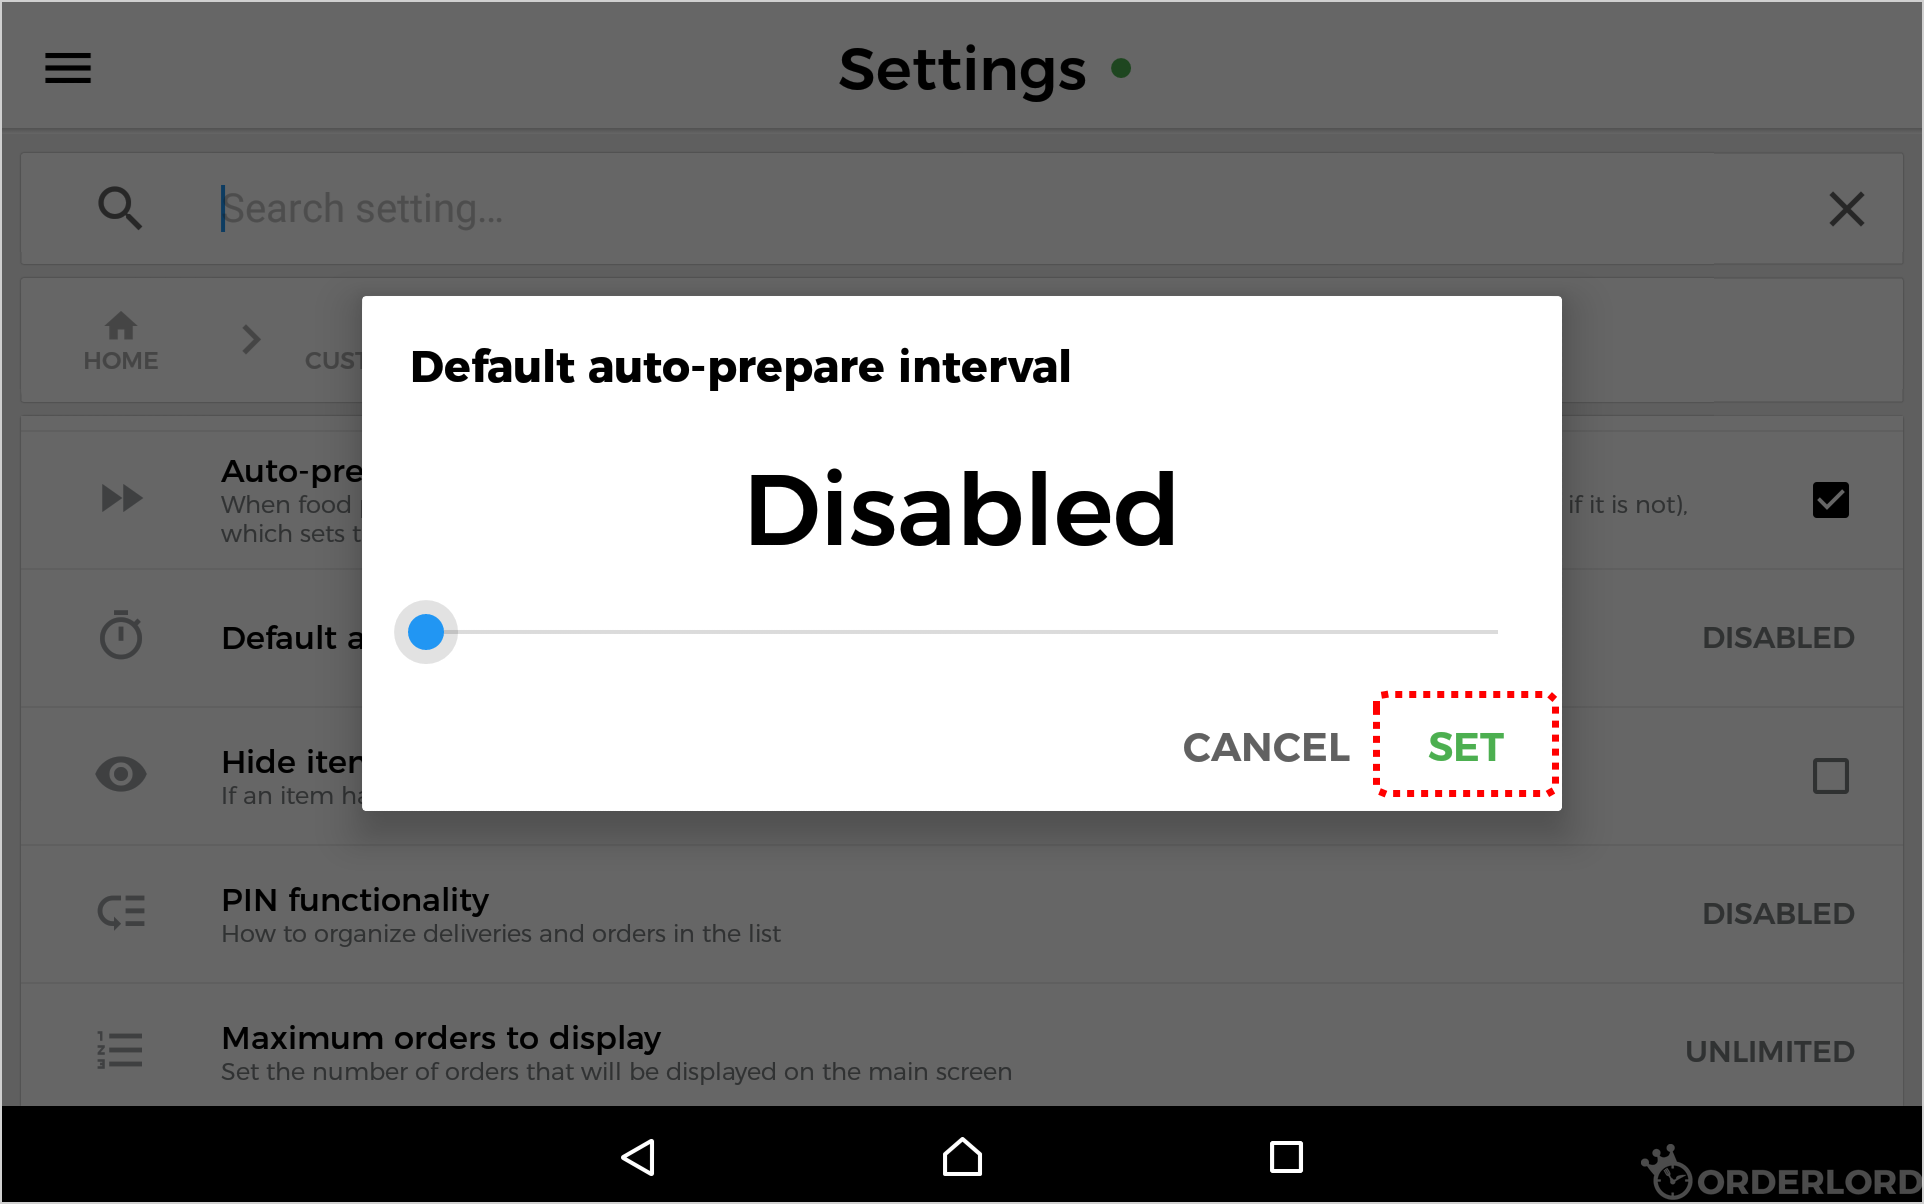 Settings
Search setting...
HOME
CUST
Default auto-prepare interval
Disabled
CANCEL SET
Auto-pre
When food if it is not),
which sets t
Default a DISABLED
Hide iten
If an item ha
PIN functionality DISABLED
How to organize deliveries and orders in the list
Maximum orders to display UNLIMITED
Set the number of orders that will be displayed on the main screen
ORDERLORD